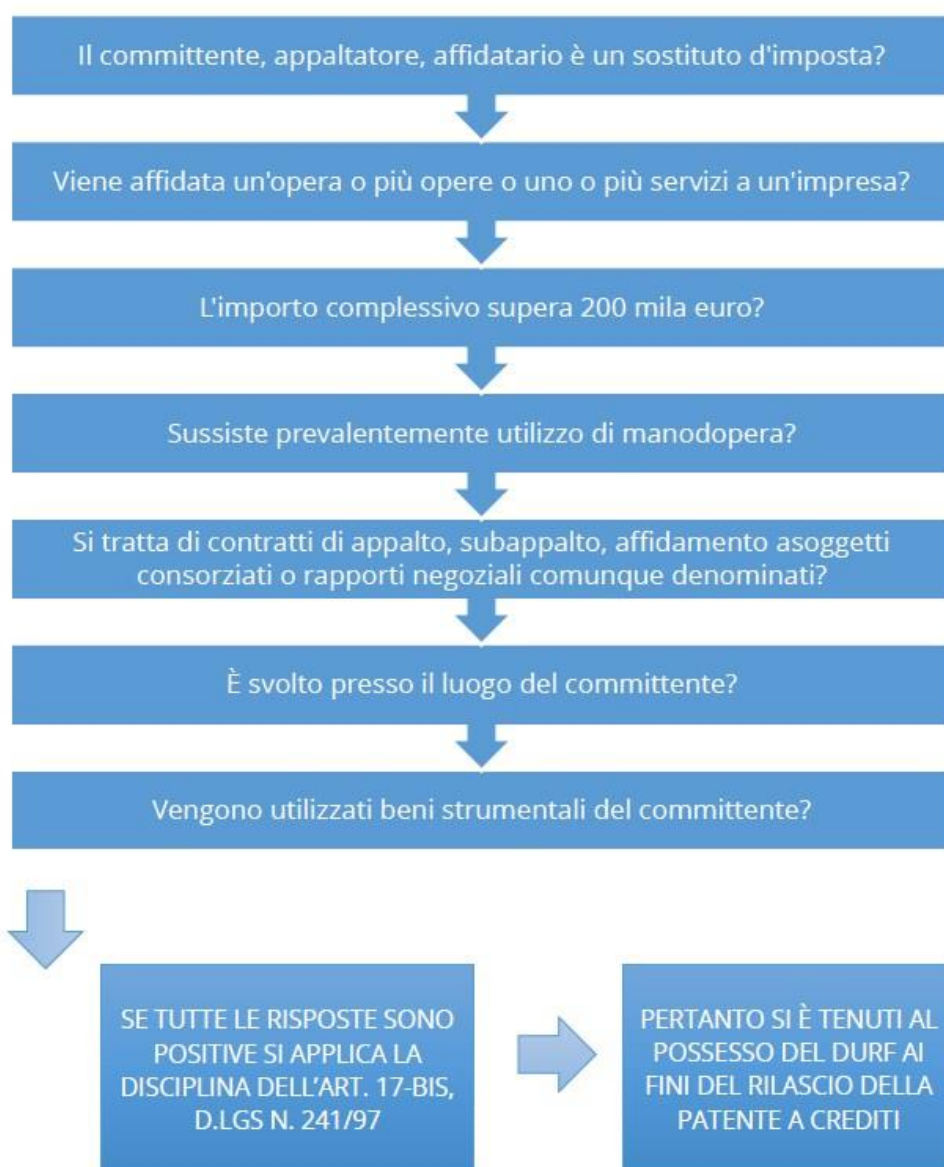 Il committente, appaltatore, affidatario è un sostituto d'imposta?
Viene affidata un'opera o più opere o uno o più servizi a un'impresa?
L'importo complessivo supera 200 mila euro?
Sussiste prevalentemente utilizzo di manodopera?
Si tratta di contratti di appalto, subappalto, affidamento asoggetti
consorziati o rapporti negoziali comunque denominati?
È svolto presso il luogo del committente?
Vengono utilizzati beni strumentali del committente?
SE TUTTE LE RISPOSTE SONO
POSITIVE SI APPLICA LA
DISCIPLINA DELL’ART. 17-BIS,
D.LGS N. 241/97
PERTANTO SI È TENUTI AL
POSSESSO DEL DURF AI
FINI DEL RILASCIO DELLA
PATENTE A CREDITI